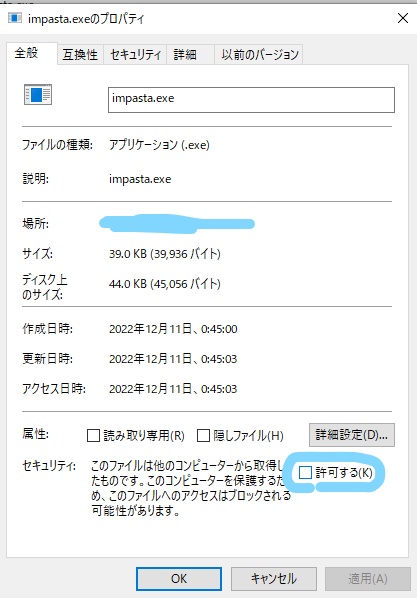 impasta.exeのプロパティ
全般 互換性 セキュリティ 詳細 以前のバージョン
impasta.exe
ファイルの種類: アプリケーション (.exe)
説明: impasta.exe
場所:
サイズ: 39.0 KB (39,936 バイト)
ディスク上
のサイズ: 44.0 KB (45,056 バイト)
作成日時: 2022年12月11日、0:45:00
更新日時: 2022年12月11日、0:45:03
アクセス日時: 2022年12月11日、0:45:03
属性: 読み取り専用(R) 隠しファイル(H) 詳細設定(D)...
セキュリティ: このファイルは他のコンピューターから取得し
たものです。このコンピューターを保護するた
め、このファイルへのアクセスはブロックされる
可能性があります。
許可する(K)
OK キャンセル 適用(A)